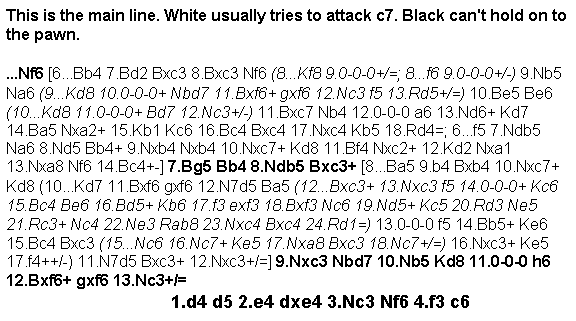 This is the main line. White usually tries to attack c7. Black can't hold on to
the pawn.
...Nf6 [6...Bb4 7.Bd2 Bxc3 8.Bxc3 Nf6 (8...Kf8 9.0-0-0+/=; 8...f6 9.0-0-0+/-) 9.Nb5
Na6 (9...Kd8 10.0-0-0+ Nbd7 11.Bxf6+ gxf6 12.Nc3 f5 13.Rd5+/=) 10.Be5 Be6
(10...Kd8 11.0-0-0+ Bd7 12.Nc3+/-) 11.Bxc7 Nb4 12.0-0-0 a6 13.Nd6+ Kd7
14.Ba5 Nxa2+ 15.Kb1 Kc6 16.Bc4 Bxc4 17.Nxc4 Kb5 18.Rd4=; 6...f5 7.Ndb5
Na6 8.Nd5 Bb4+ 9.Nxb4 Nxb4 10.Nxc7+ Kd8 11.Bf4 Nxc2+ 12.Kd2 Nxa1
13.Nxa8 Nf6 14.Bc4+-] 7.Bg5 Bb4 8.Ndb5 Bxc3+ [8...Ba5 9.b4 Bxb4 10.Nxc7+
Kd8 (10...Kd7 11.Bxf6 gxf6 12.N7d5 Ba5 (12...Bxc3+ 13.Nxc3 f5 14.0-0-0+ Kc6
15.Bc4 Be6 16.Bd5+ Kb6 17.f3 exf3 18.Bxf3 Nc6 19.Nd5+ Kc5 20.Rd3 Ne5
21.Rc3+ Nc4 22.Ne3 Rab8 23.Nxc4 Bxc4 24.Rd1=) 13.0-0-0 f5 14.Bb5+ Ke6
15.Bc4 Bxc3 (15...Nc6 16.Nc7+ Ke5 17.Nxa8 Bxc3 18.Nc7+/=) 16.Nxc3+ Ke5
17.f4++/-) 11.N7d5 Bxc3+ 12.Nxc3+/=] 9.Nxc3 Nbd7 10.Nb5 Kd8 11.0-0-0 h6
12.Bxf6+ gxf6 13.Nc3+/=
1.d4 d5 2.e4 dxe4 3.Nc3 Nf6 4.f3 c6